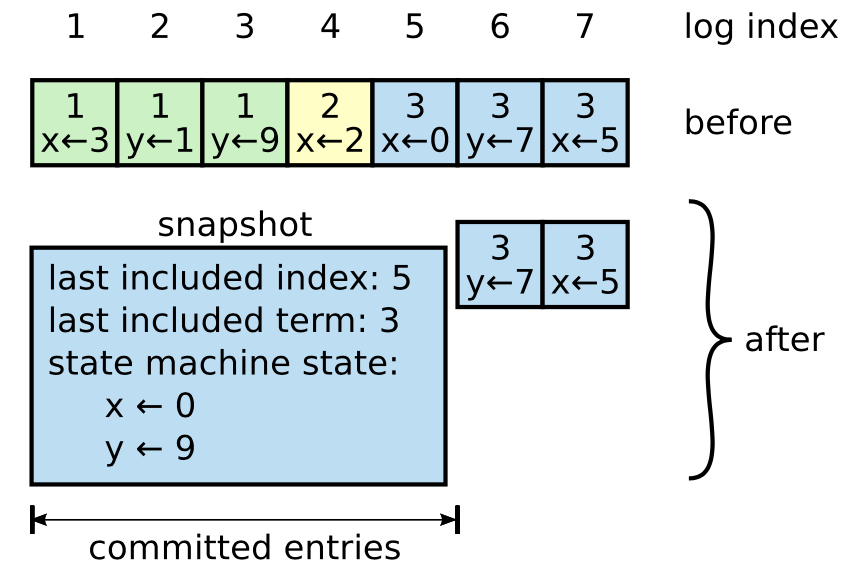 1 2 3 4 5 6 7 log index
1 1 1 2 3 3 3
x←3 y←1 y←9 x←2 x←0 y←7 x←5
before
snapshot
3 3
y←7 x←5
last included index: 5
last included term: 3
state machine state:
x ← 0
y ← 9
after
committed entries